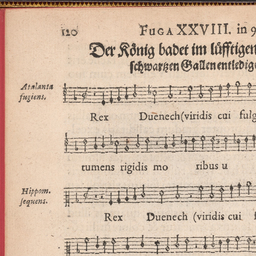 120 FUGA XXVIII. in 9
Der König badet im lüfftigen
schwartzen Gallen entledig
Atalanta
fugiens.
Rex Duenech (viridis cui fulg
tumens rigidis mo ribus u
Hippom.
sequens.
Rex Duenech (viridis cui f